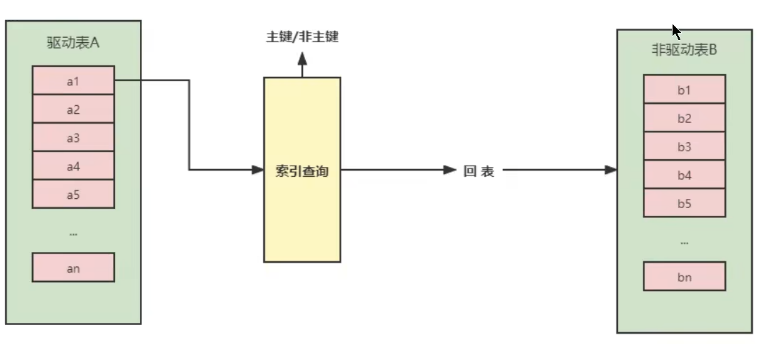 驱动表A
a1
a2
a3
a4
a5
...
an
主键/非主键
索引查询
回 表
非驱动表B
b1
b2
b3
b4
b5
...
bn